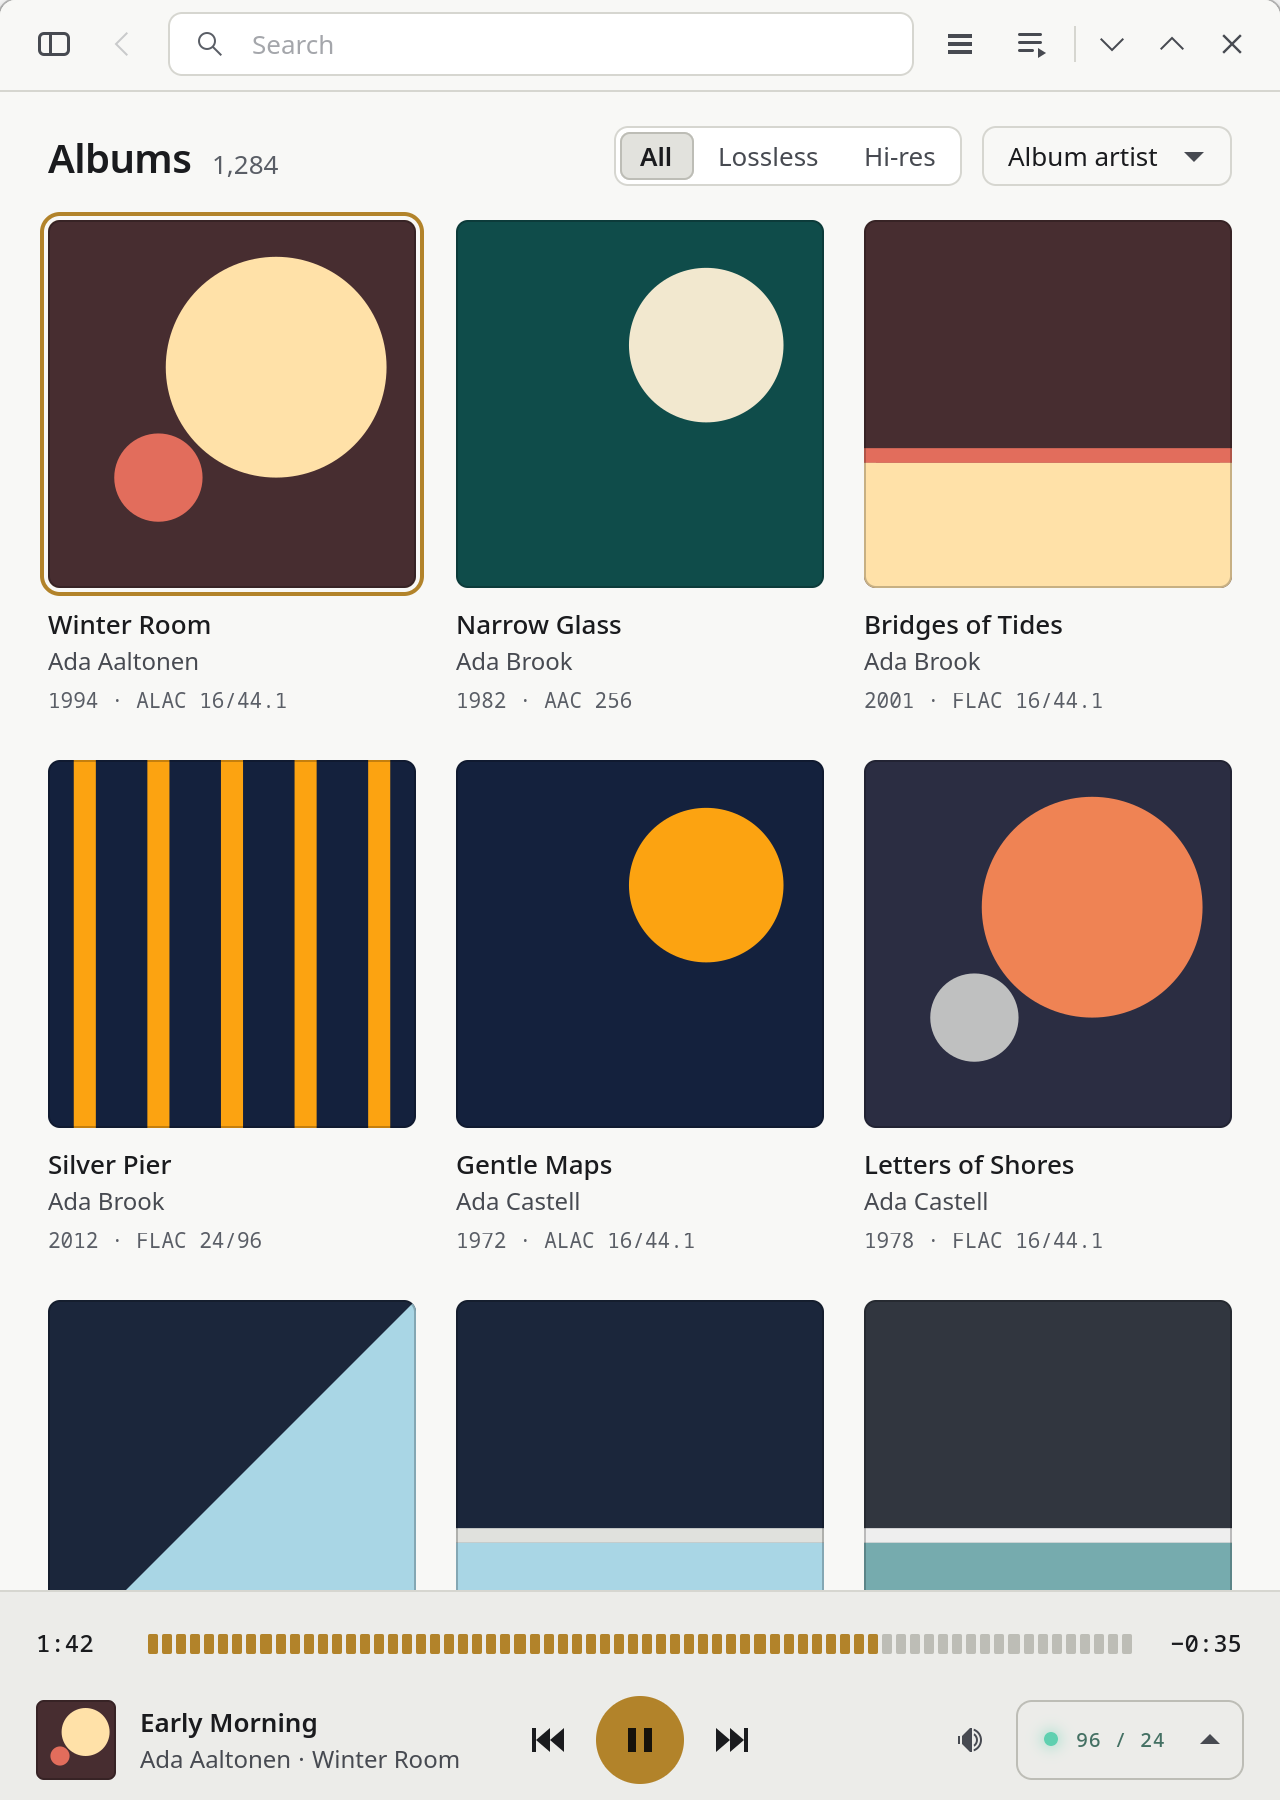 Search
Albums 1,284
All Lossless Hi-res Album artist
Winter Room
Ada Aaltonen
1994 · ALAC 16/44.1
Narrow Glass
Ada Brook
1982 · AAC 256
Bridges of Tides
Ada Brook
2001 · FLAC 16/44.1
Silver Pier
Ada Brook
2012 · FLAC 24/96
Gentle Maps
Ada Castell
1972 · ALAC 16/44.1
Letters of Shores
Ada Castell
1978 · FLAC 16/44.1
1:42
−0:35
Early Morning
Ada Aaltonen · Winter Room
96 / 24